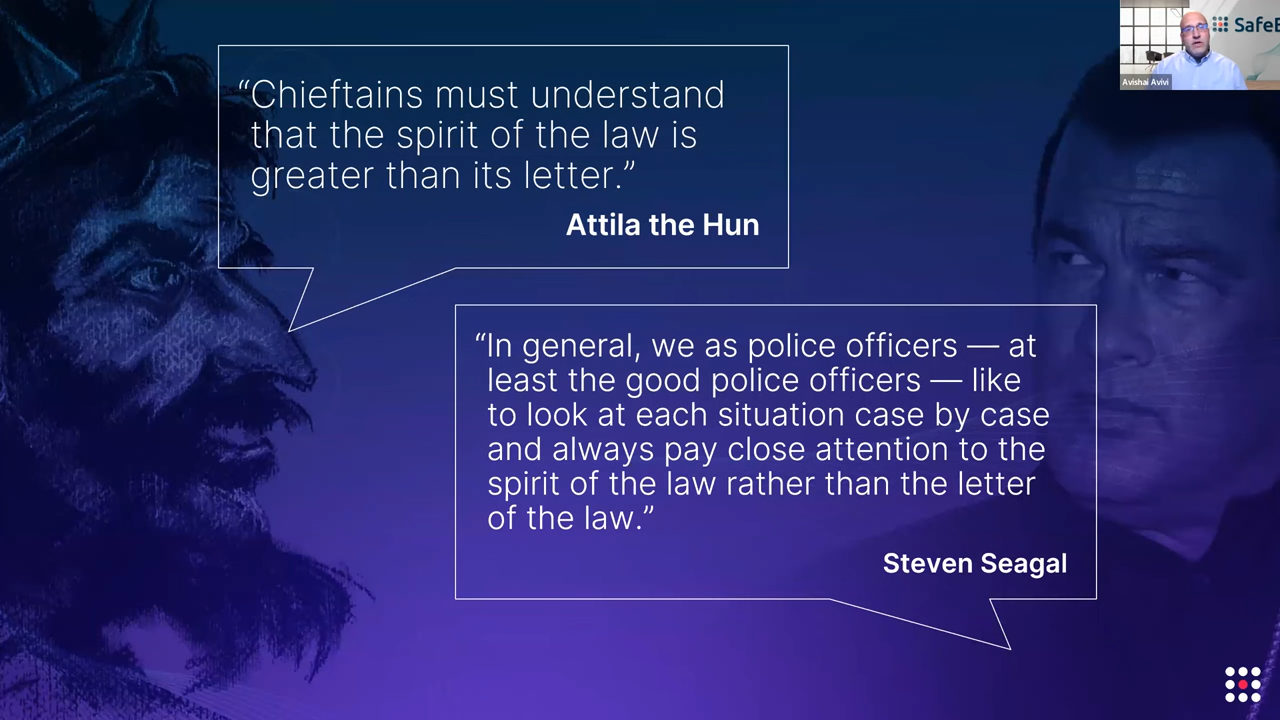 “Chieftains must understand
that the spirit of the law is
greater than its letter.”
Attila the Hun
“In general, we as police officers — at
least the good police officers — like
to look at each situation case by case
and always pay close attention to the
spirit of the law rather than the letter
of the law.”
Steven Seagal
SafeB
Avishai Avivi